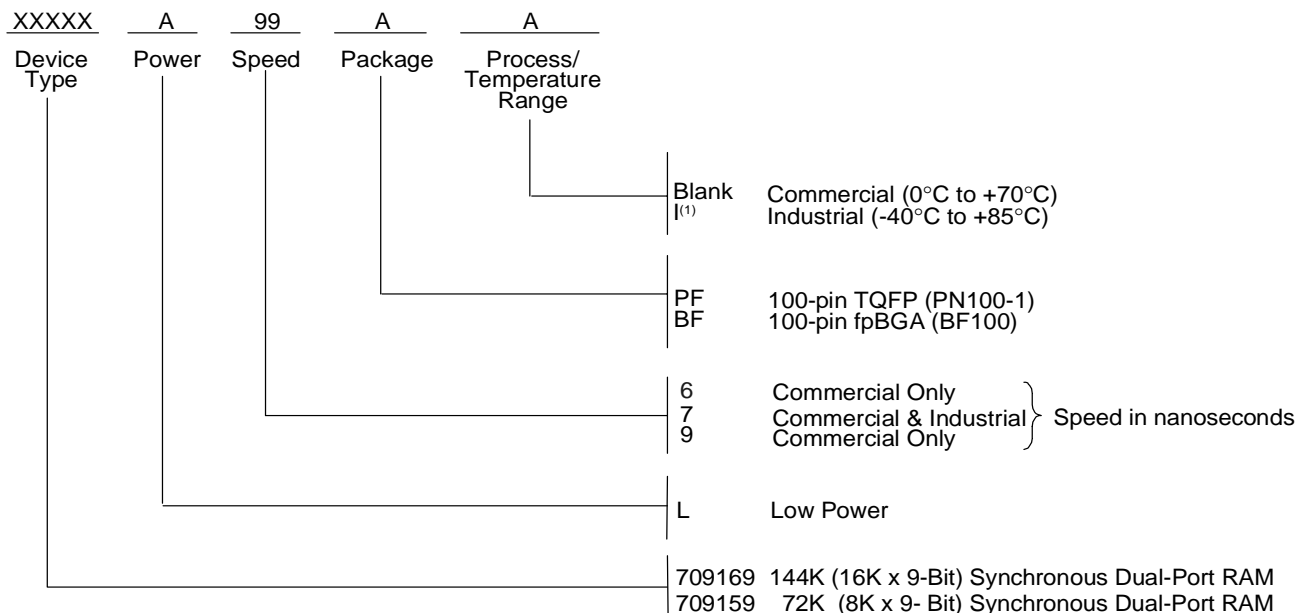 XXXXX A 99 A A
Device Type Power Speed Package Process/ Temperature Range
Blank Commercial (0°C to +70°C)
I(1) Industrial (-40°C to +85°C)
PF 100-pin TQFP (PN100-1)
BF 100-pin fpBGA (BF100)
6 Commercial Only
7 Commercial & Industrial Speed in nanoseconds
9 Commercial Only
L Low Power
709169 144K (16K x 9-Bit) Synchronous Dual-Port RAM
709159 72K (8K x 9- Bit) Synchronous Dual-Port RAM